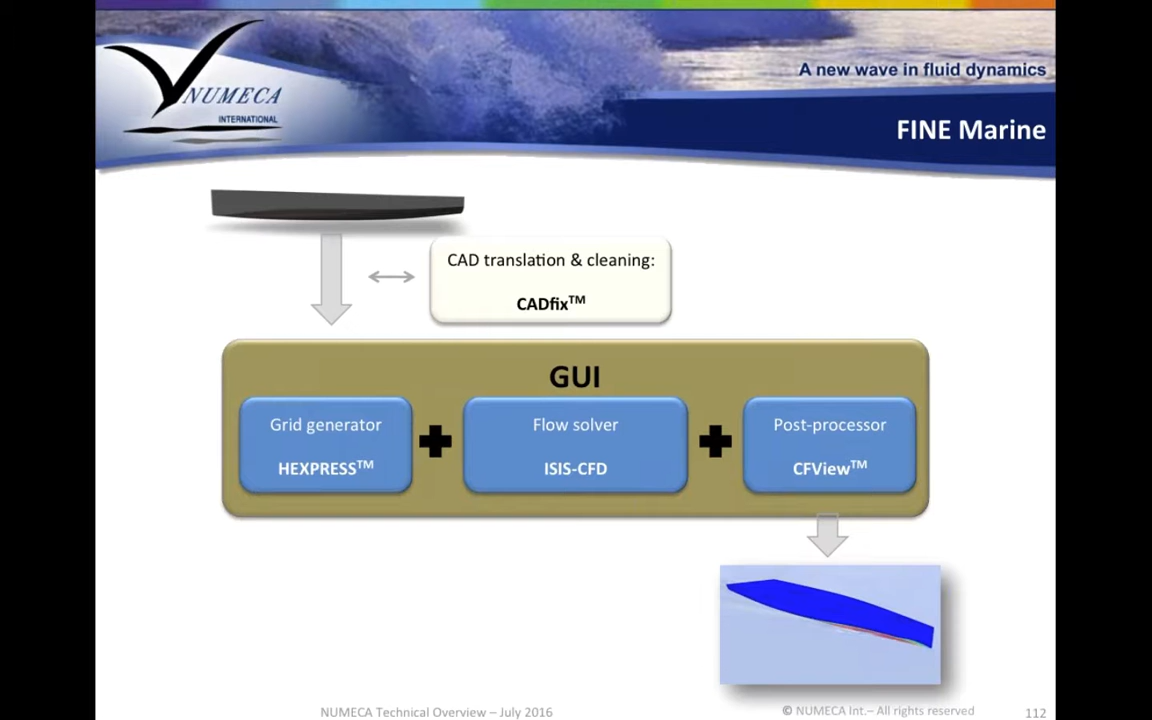 A new wave in fluid dynamics
NUMECA
INTERNATIONAL
FINE Marine
CAD translation & cleaning:
CADfix™
GUI
Grid generator
HEXPRESS™
Flow solver
ISIS-CFD
Post-processor
CFView™
NUMECA Technical Overview – July 2016
© NUMECA Int.– All rights reserved
112